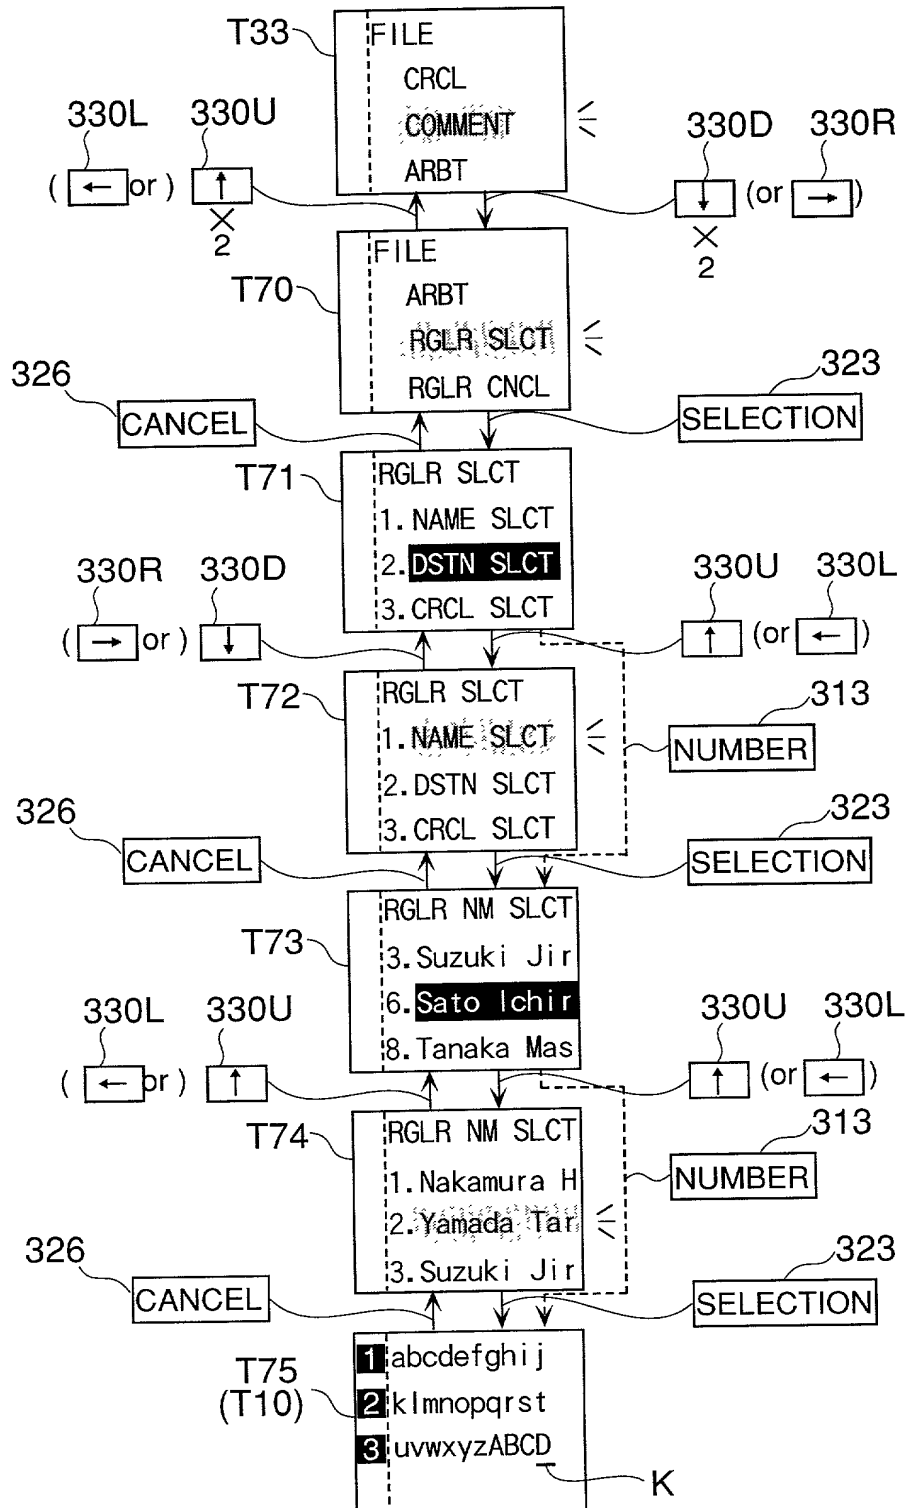 T33
FILE
CRCL
COMMENT
ARBT
330L
330U
( ← or ) ↑
×
2
330D
330R
↓ (or → )
×
2
T70
FILE
ARBT
RGLR SLCT
RGLR CNCL
326
CANCEL
323
SELECTION
T71
RGLR SLCT
1. NAME SLCT
2. DSTN SLCT
3. CRCL SLCT
330R
330D
( → or ) ↓
330U
330L
↑ (or ← )
T72
RGLR SLCT
1. NAME SLCT
2. DSTN SLCT
3. CRCL SLCT
313
NUMBER
326
CANCEL
323
SELECTION
T73
RGLR NM SLCT
3. Suzuki Jir
6. Sato Ichir
8. Tanaka Mas
330L
330U
( ← or ) ↑
330U
330L
↑ (or ← )
T74
RGLR NM SLCT
1. Nakamura H
2. Yamada Tar
3. Suzuki Jir
313
NUMBER
326
CANCEL
323
SELECTION
T75
(T10)
1 abcdefghij
2 klmnopqrst
3 uvwxyzABCD
K